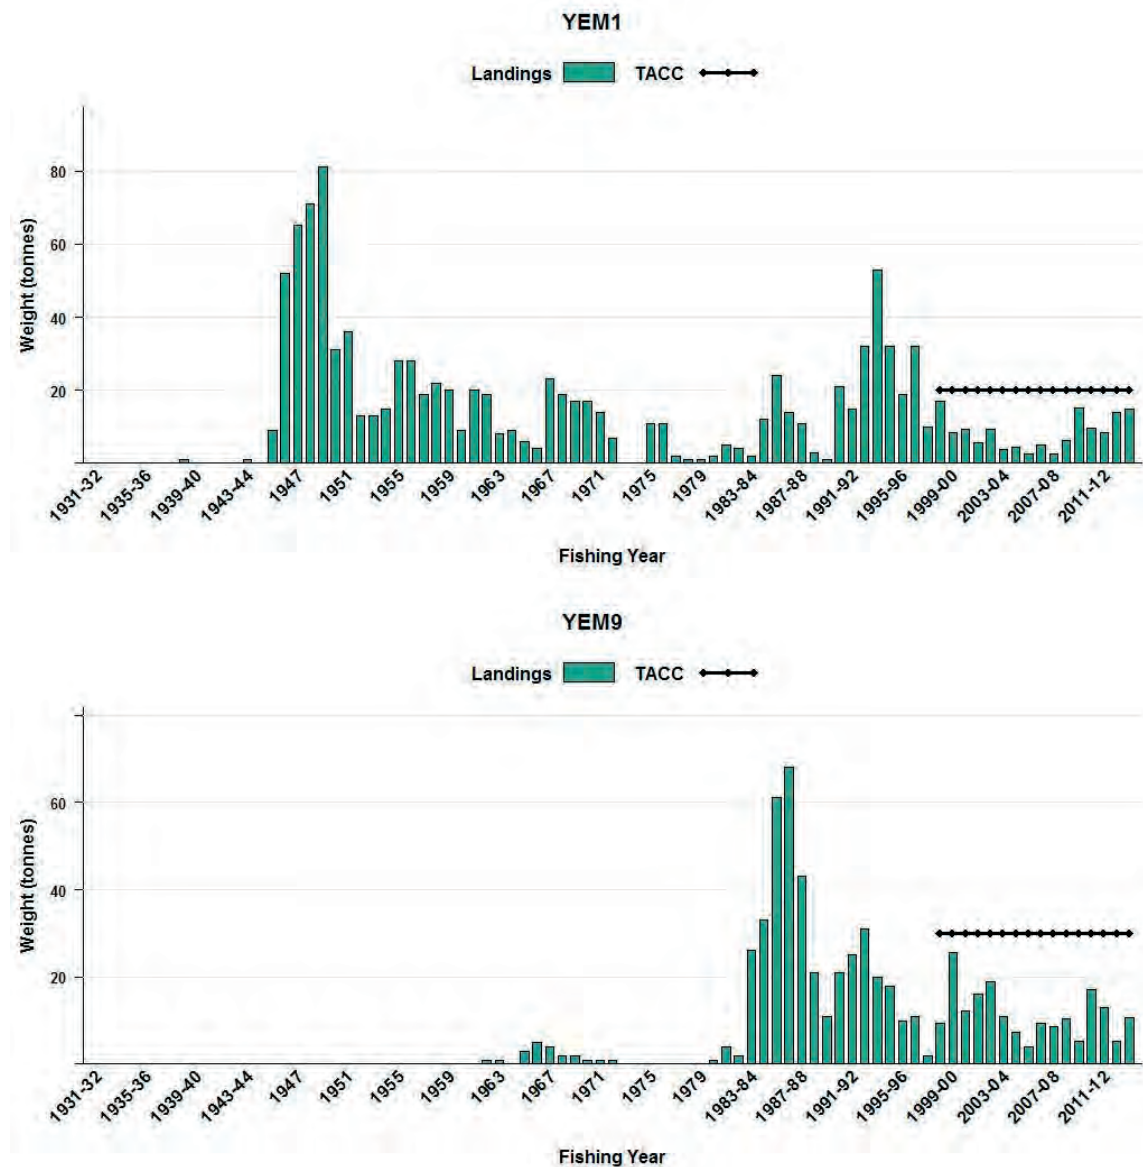 YEM1
Landings TACC
Weight (tonnes)
80
60
40
20
1931-32 1935-36 1939-40 1943-44 1947 1951 1955 1959 1963 1967 1971 1975 1979 1983-84 1987-88 1991-92 1995-96 1999-00 2003-04 2007-08 2011-12
Fishing Year
YEM9
Landings TACC
Weight (tonnes)
60
40
20
1931-32 1935-36 1939-40 1943-44 1947 1951 1955 1959 1963 1967 1971 1975 1979 1983-84 1987-88 1991-92 1995-96 1999-00 2003-04 2007-08 2011-12
Fishing Year